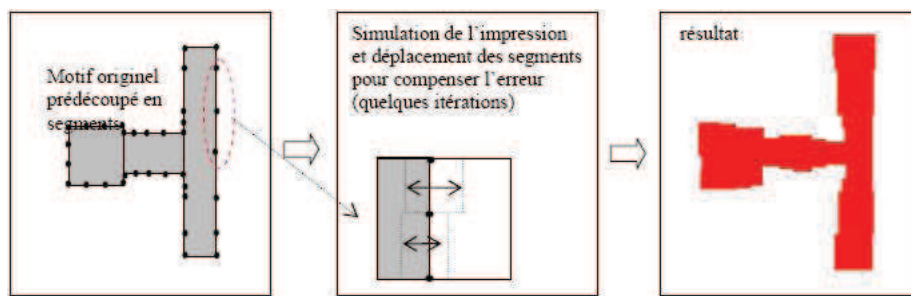 Motif originel
prédécoupé en
segments
Simulation de l'impression
et déplacement des segments
pour compenser l'erreur
(quelques itérations)
résultat